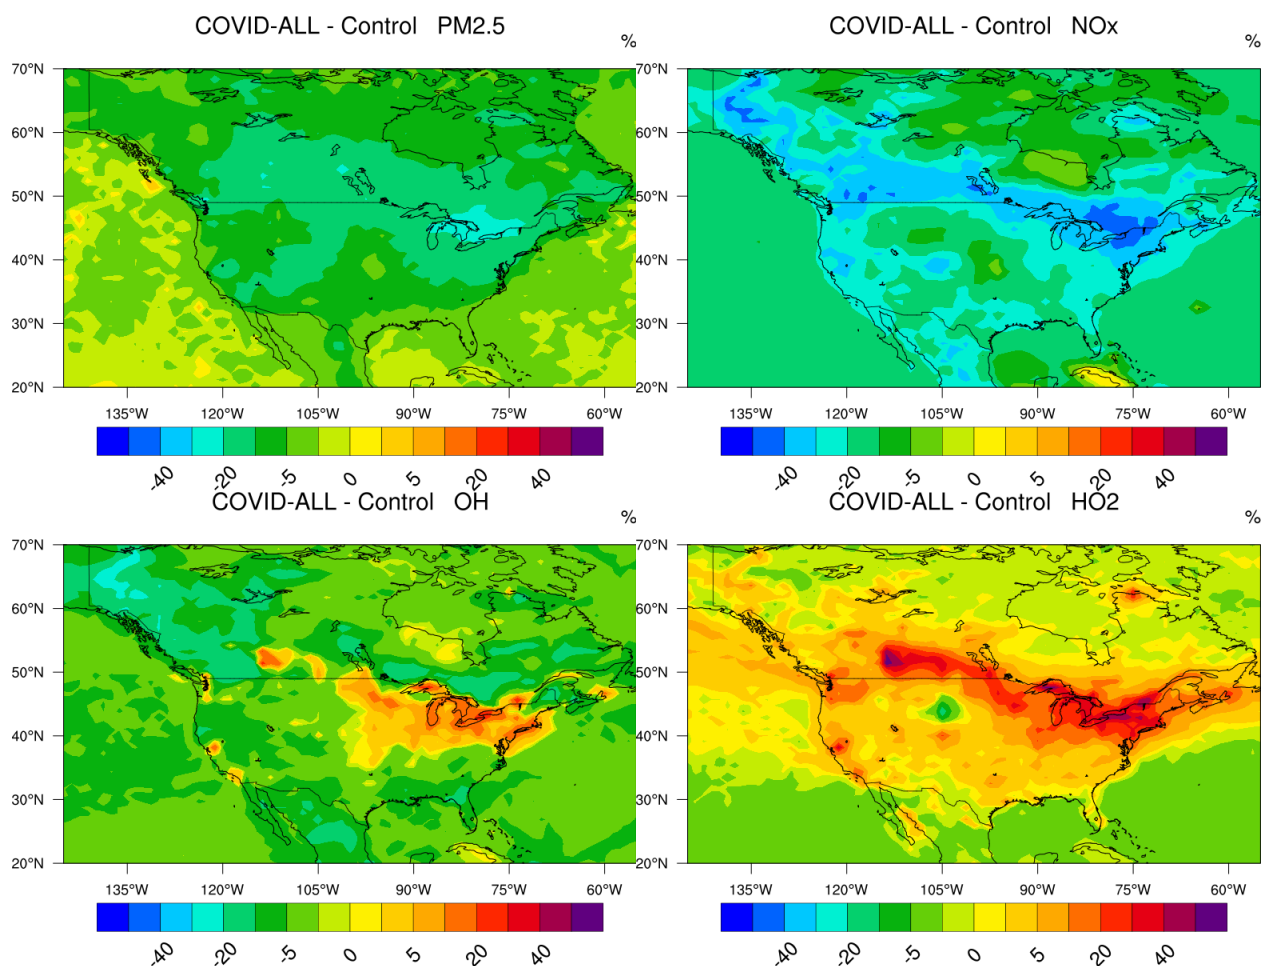 COVID-ALL - Control PM2.5
%
70°N
60°N
50°N
40°N
30°N
20°N
135°W 120°W 105°W 90°W 75°W 60°W
-40 -20 -5 0 5 20 40
COVID-ALL - Control NOx
%
70°N
60°N
50°N
40°N
30°N
20°N
135°W 120°W 105°W 90°W 75°W 60°W
-40 -20 -5 0 5 20 40
COVID-ALL - Control OH
%
70°N
60°N
50°N
40°N
30°N
20°N
135°W 120°W 105°W 90°W 75°W 60°W
-40 -20 -5 0 5 20 40
COVID-ALL - Control HO2
%
70°N
60°N
50°N
40°N
30°N
20°N
135°W 120°W 105°W 90°W 75°W 60°W
-40 -20 -5 0 5 20 40